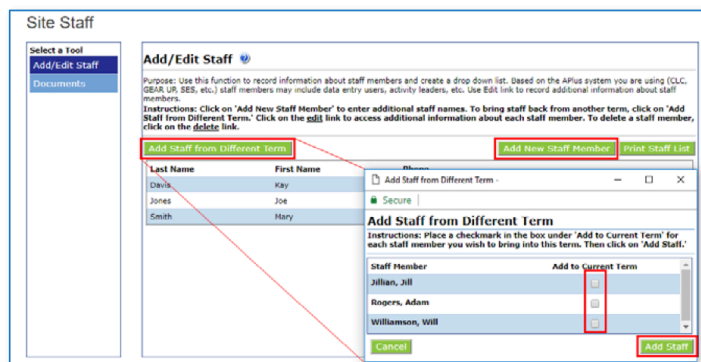 Site Staff
Select a Tool
Add/Edit Staff
Documents
Add/Edit Staff
Purpose: Use this function to record information about staff members and create a drop down list. Based on the APlus system you are using (CLC,
GEAR UP, SES, etc.) staff members may include data entry users, activity leaders, etc. Use Edit link to record additional information about staff
members.
Instructions: Click on 'Add New Staff Member' to enter additional staff names. To bring staff back from another term, click on 'Add
Staff from Different Term.' Click on the edit link to access additional information about each staff member. To delete a staff member,
click on the delete link.
Add Staff from Different Term Add New Staff Member Print Staff List
Last Name First Name Phone
Davis Kay
Jones Joe
Smith Mary
Add Staff from Different Term -
Secure
Add Staff from Different Term
Instructions: Place a checkmark in the box under 'Add to Current Term' for
each staff member you wish to bring into this term. Then click on 'Add Staff.'
Staff Member Add to Current Term
Jillian, Jill
Rogers, Adam
Williamson, Will
Cancel Add Staff